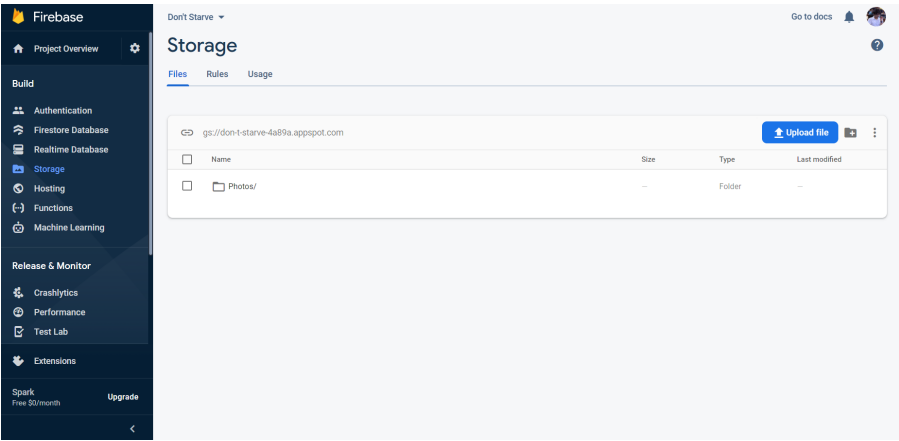 Firebase
Project Overview
Build
Authentication
Firestore Database
Realtime Database
Storage
Hosting
Functions
Machine Learning
Release & Monitor
Crashlytics
Performance
Test Lab
Extensions
Spark
Free $0/month
Upgrade
Don't Starve
Go to docs
Storage
Files Rules Usage
gs://don-t-starve-4a89a.appspot.com
Upload file
Name Size Type Last modified
Photos/ — Folder —